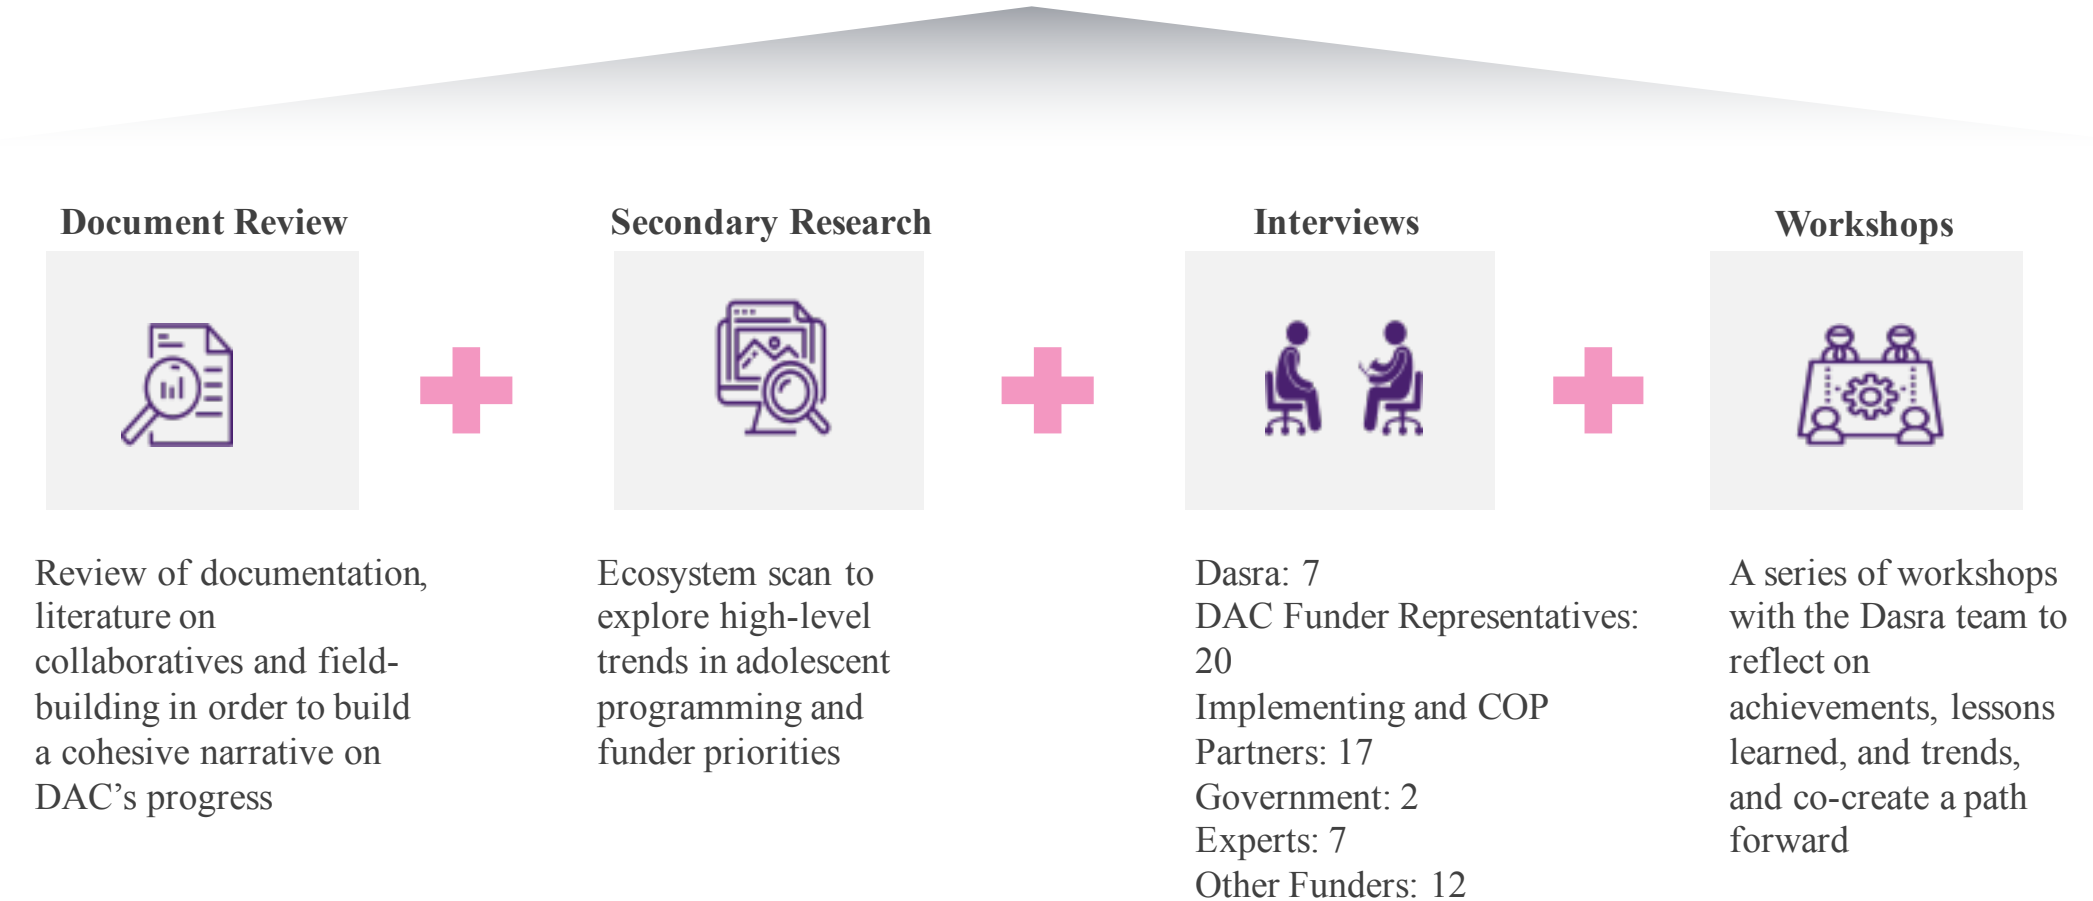 Document Review
Review of documentation,
literature on
collaboratives and field-
building in order to build
a cohesive narrative on
DAC’s progress
Secondary Research
Ecosystem scan to
explore high-level
trends in adolescent
programming and
funder priorities
Interviews
Dasra: 7
DAC Funder Representatives:
20
Implementing and COP
Partners: 17
Government: 2
Experts: 7
Other Funders: 12
Workshops
A series of workshops
with the Dasra team to
reflect on
achievements, lessons
learned, and trends,
and co-create a path
forward